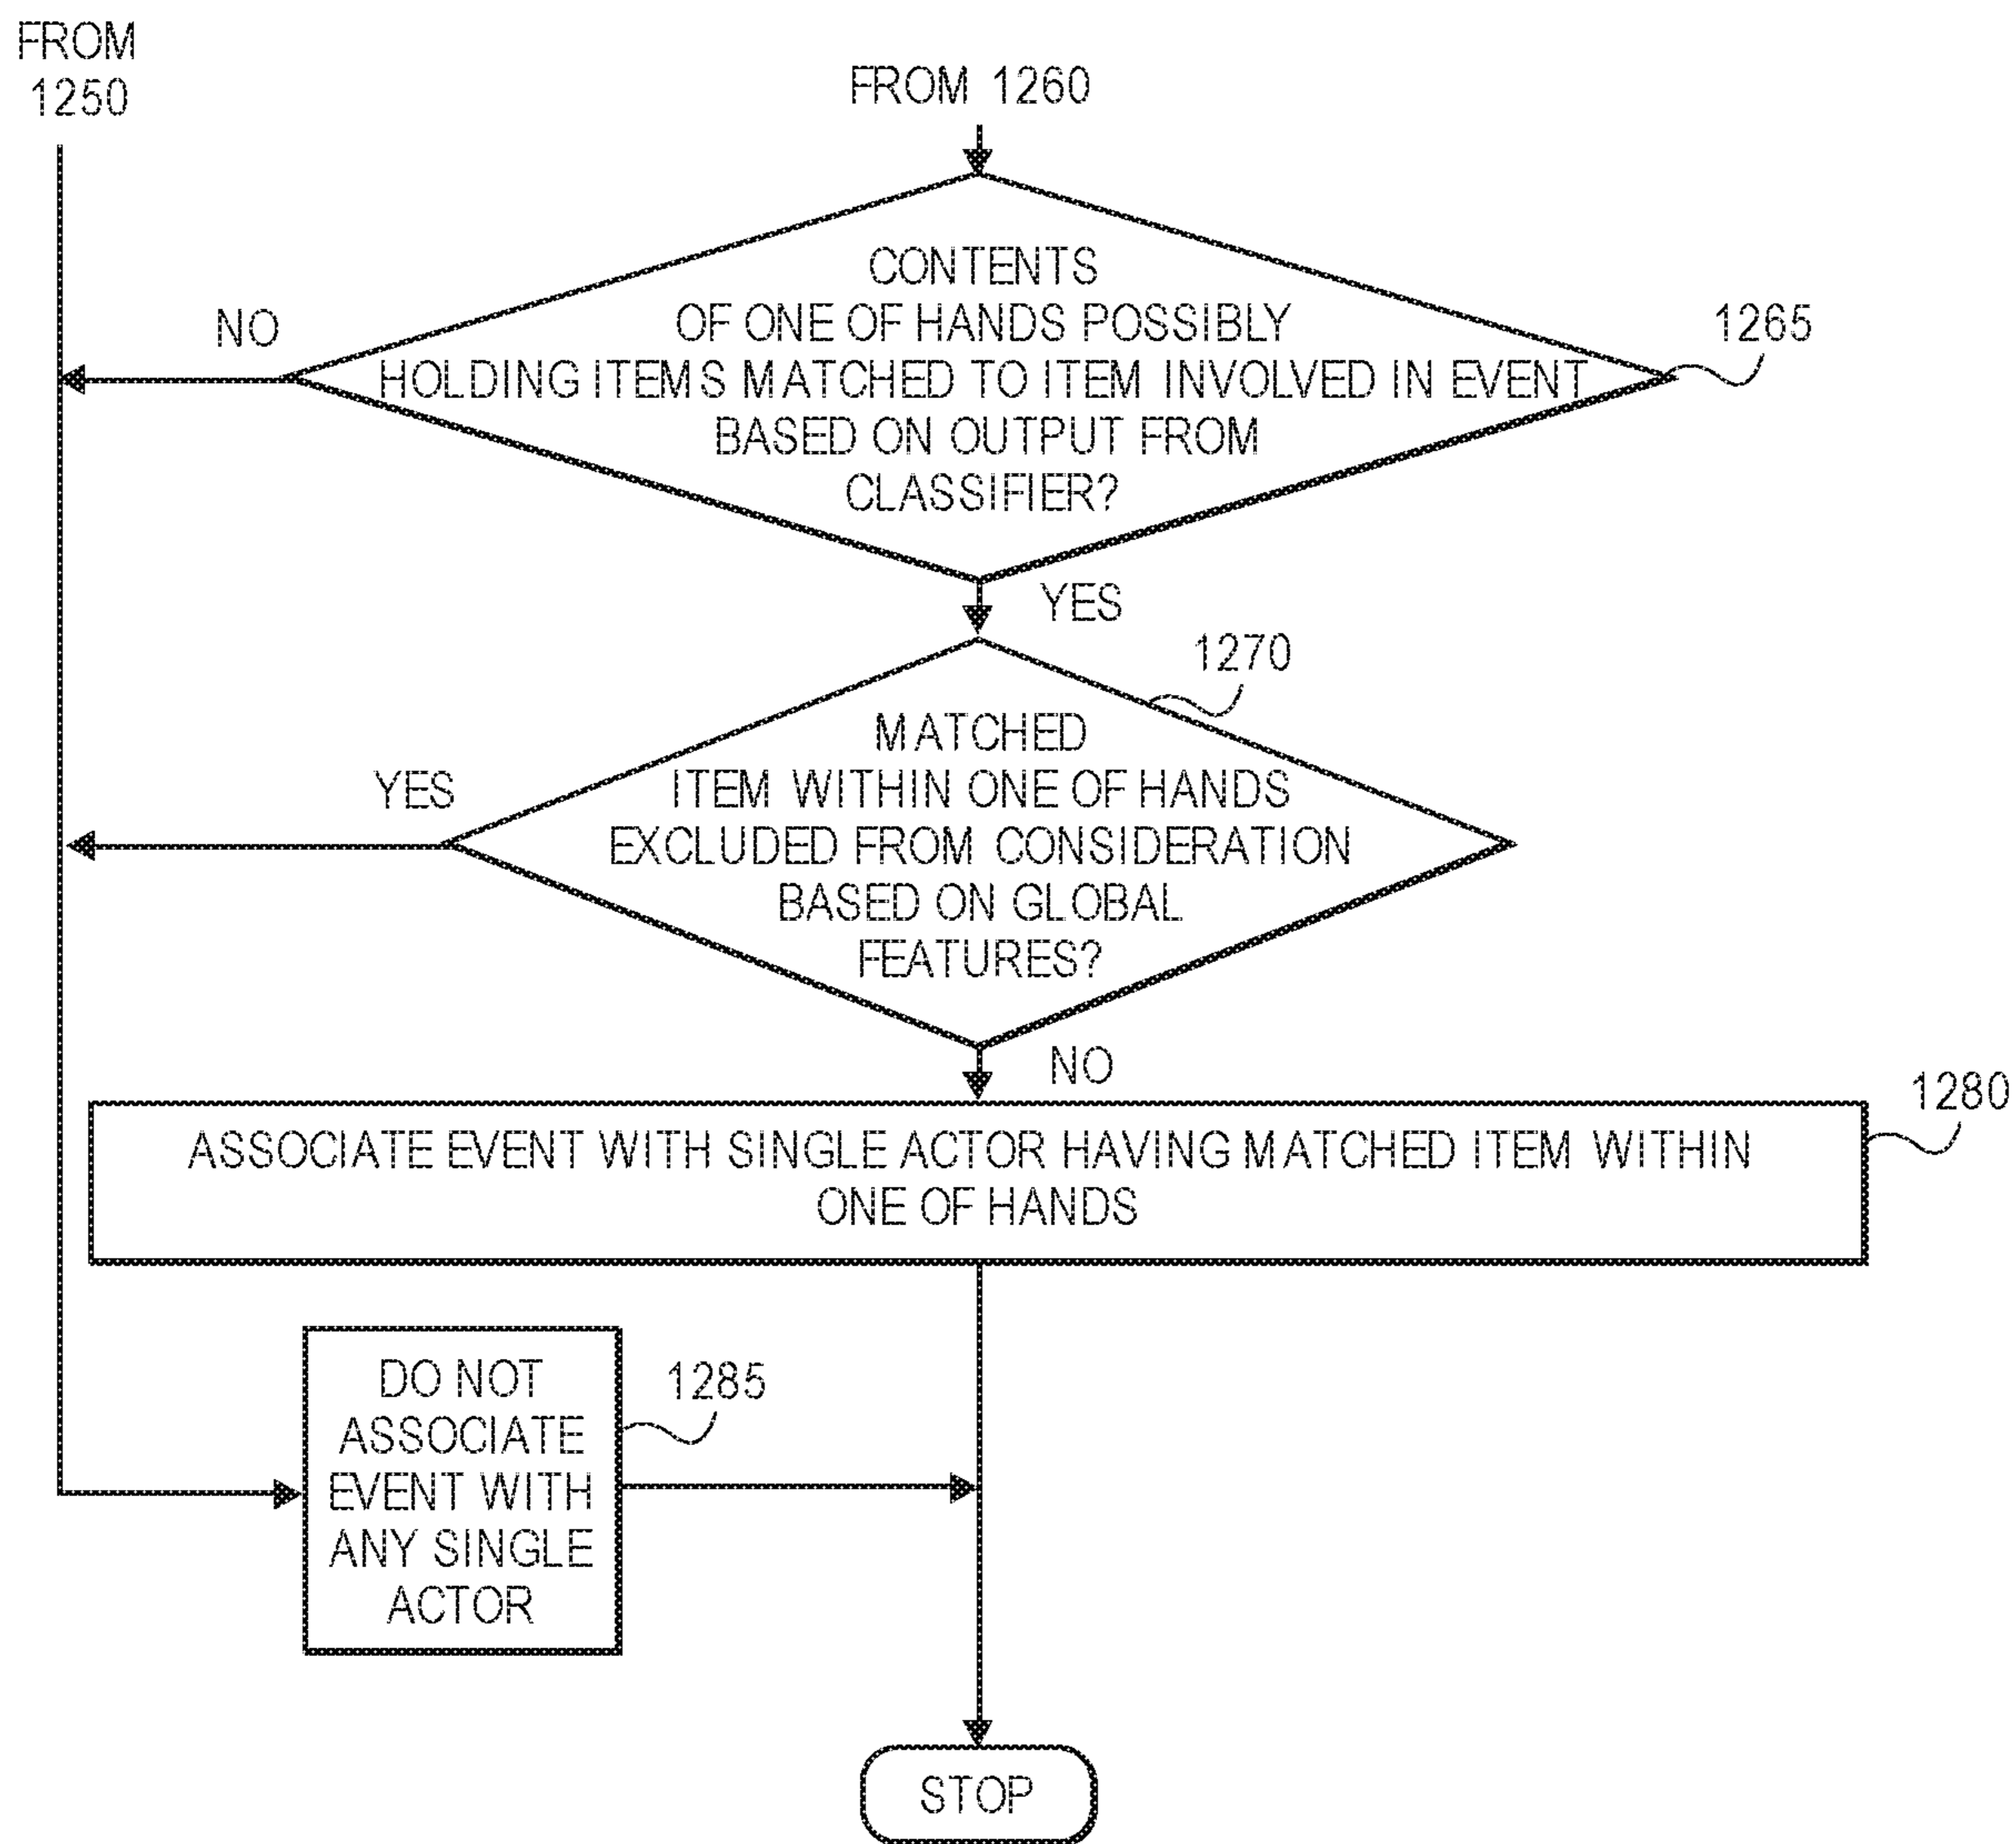 FROM
1250
FROM 1260
CONTENTS
OF ONE OF HANDS POSSIBLY
HOLDING ITEMS MATCHED TO ITEM INVOLVED IN EVENT
BASED ON OUTPUT FROM
CLASSIFIER?
1265
NO
YES
1270
MATCHED
ITEM WITHIN ONE OF HANDS
EXCLUDED FROM CONSIDERATION
BASED ON GLOBAL
FEATURES?
YES
NO
1280
ASSOCIATE EVENT WITH SINGLE ACTOR HAVING MATCHED ITEM WITHIN
ONE OF HANDS
DO NOT
ASSOCIATE
EVENT WITH
ANY SINGLE
ACTOR
1285
STOP